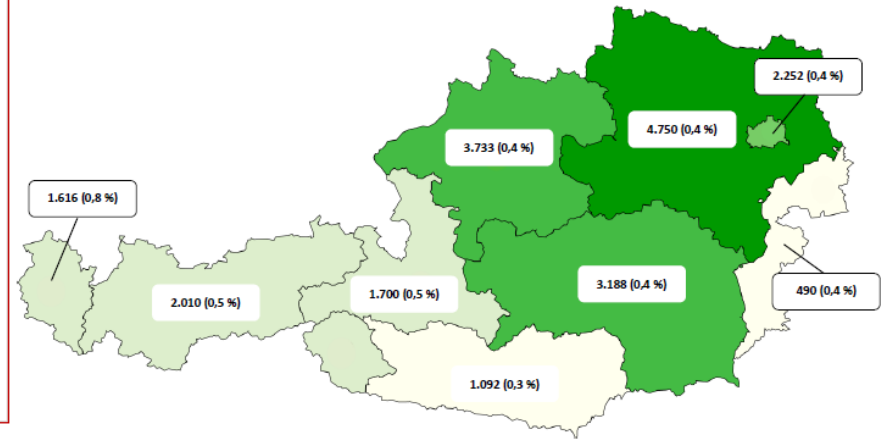 2.252 (0,4 %)
4.750 (0,4 %)
3.733 (0,4 %)
1.616 (0,8 %)
2.010 (0,5 %)
1.700 (0,5 %)
3.188 (0,4 %)
490 (0,4 %)
1.092 (0,3 %)